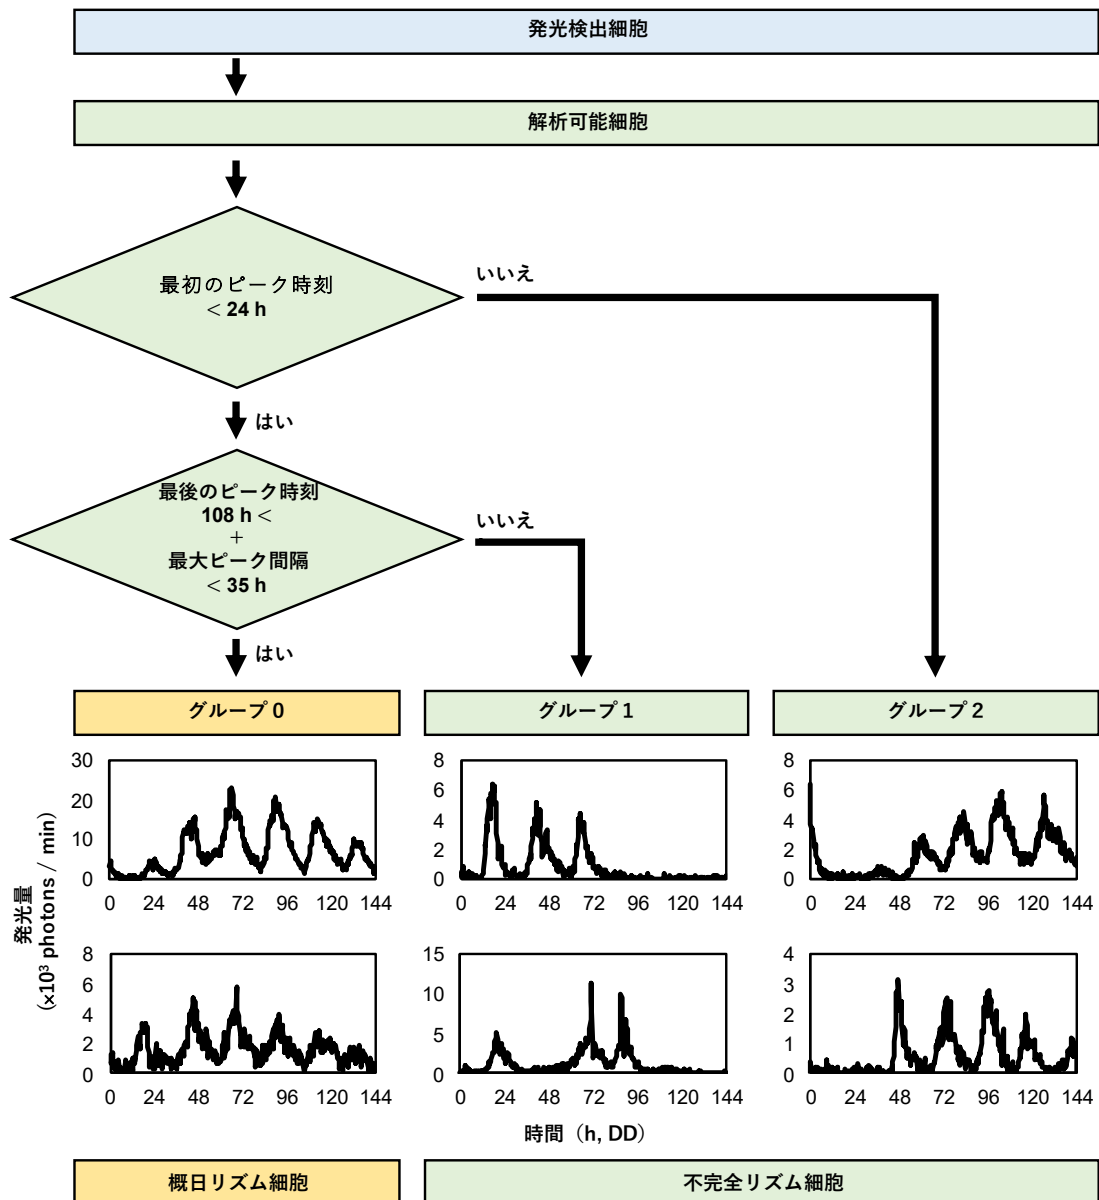 発光検出細胞
解析可能細胞
最初のピーク時刻
< 24 h
いいえ
はい
最後のピーク時刻
108 h <
+
最大ピーク間隔
< 35 h
いいえ
はい
グループ 0
グループ 1
グループ 2
発光量
(×10³ photons / min)
30
20
10
0
0 24 48 72 96 120 144
8
6
4
2
0
0 24 48 72 96 120 144
8
6
4
2
0
0 24 48 72 96 120 144
8
6
4
2
0
0 24 48 72 96 120 144
15
10
5
0
0 24 48 72 96 120 144
4
3
2
1
0
0 24 48 72 96 120 144
時間（h, DD）
概日リズム細胞
不完全リズム細胞